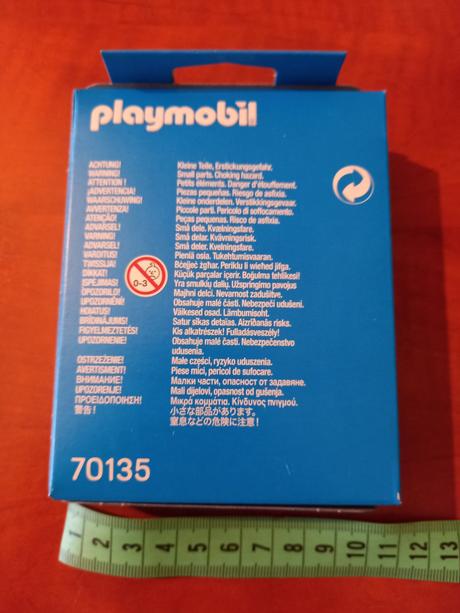 playmobil
ACHTUNG! Kleine Teile, Erstickungsgefahr.
WARNING! Small parts. Choking hazard.
ATTENTION ! Petits éléments. Danger d'étouffement.
¡ADVERTENCIA! Piezas pequeñas. Riesgo de asfixia.
WAARSCHUWING! Kleine onderdelen. Verstikkingsgevaar.
AVVERTENZA! Piccole parti. Pericolo di soffocamento.
ATENÇÃO! Peças pequenas. Risco de asfixia.
ADVARSEL! Små dele. Kvælningsfare.
VARNING! Små delar. Kvävningsrisk.
ADVARSEL! Små deler. Kvelningsfare.
VAROITUS! Pieniä osia. Tukehtumisvaaran.
TWISSIJA! Bċejjeċ żgħar. Periklu li wieħed jifga.
DİKKAT! Küçük parçalar içerir. Boğulma tehlikesi!
ĮSPĖJIMAS! Yra smulkių dalių. Užspringimo pavojus
OPOZORILO! Majhni delci. Nevarnost zadušitve.
UPOZORNĚNÍ! Obsahuje malé části. Nebezpečí udušení.
HOIATUS! Väikesed osad. Lämbumisoht.
BRĪDINĀJUMS! Satur sīkas detaļas. Aizrīšanās risks.
FIGYELMEZTETÉS! Kis alkatrészek! Fulladásveszély!
UPOZORNENIE! Obsahuje malé časti. Nebezpečenstvo
udusenia.
OSTRZEŻENIE! Małe części, ryzyko uduszenia.
AVERTISMENT! Piese mici, pericol de sufocare.
ВНИМАНИЕ! Малки части, опасност от задавяне.
UPOZORENJE! Mali dijelovi, opasnost od gušenja.
ΠΡΟΕΙΔΟΠΟΙΗΣΗ! Μικρά κομμάτια. Κίνδυνος πνιγμού.
警告! 小さな部品があります。
窒息などの危険に注意!
0-3
70135
1 2 3 4 5 6 7 8 9 10 11 12 13